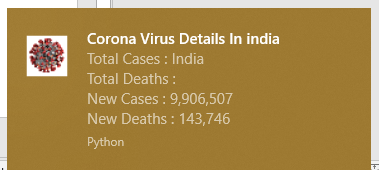 Corona Virus Details In india
Total Cases : India
Total Deaths :
New Cases : 9,906,507
New Deaths : 143,746
Python